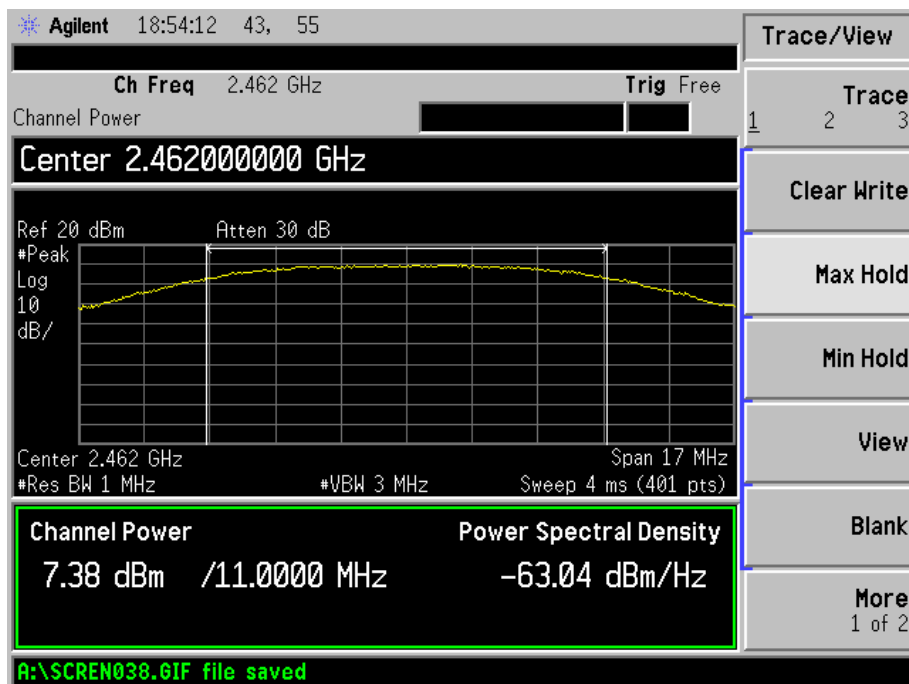 Agilent 18:54:12 43, 55
Trace/View
Ch Freq 2.462 GHz Trig Free
Channel Power
Trace
1 2 3
Center 2.462000000 GHz
Clear Write
Ref 20 dBm Atten 30 dB
#Peak
Log
10
dB/
Max Hold
Min Hold
View
Center 2.462 GHz Span 17 MHz
#Res BW 1 MHz #VBW 3 MHz Sweep 4 ms (401 pts)
Channel Power Power Spectral Density
7.38 dBm /11.0000 MHz -63.04 dBm/Hz
Blank
More
1 of 2
A:\SCREN038.GIF file saved